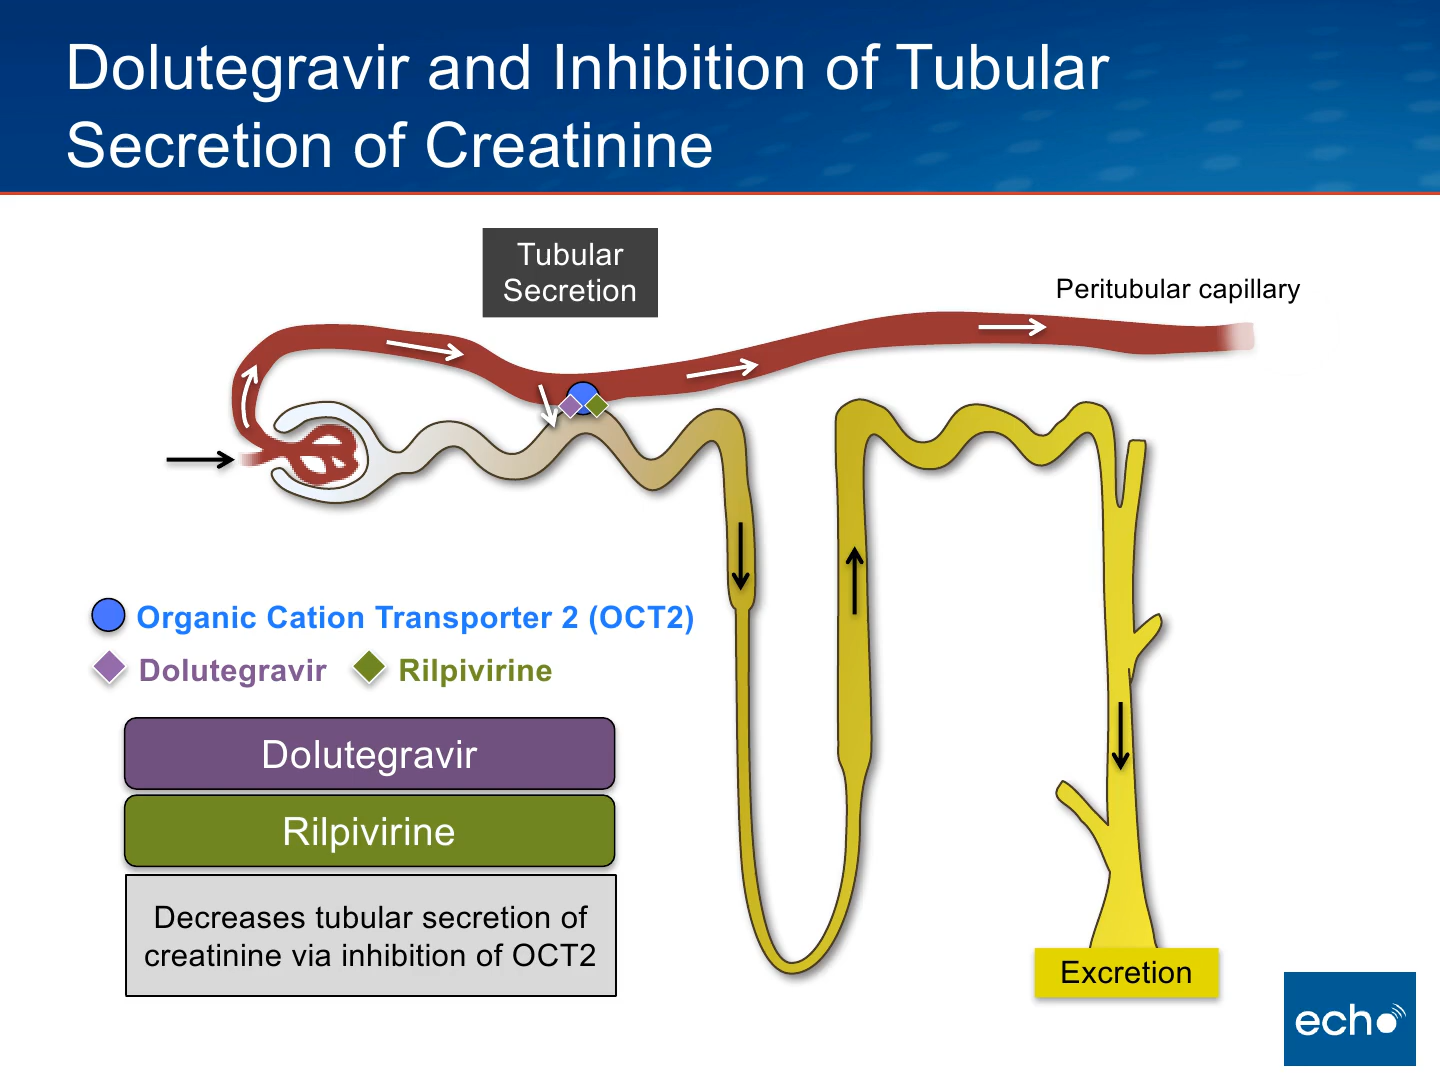 Dolutegravir and Inhibition of Tubular
Secretion of Creatinine
Tubular
Secretion
Peritubular capillary
Organic Cation Transporter 2 (OCT2)
Dolutegravir Rilpivirine
Dolutegravir
Rilpivirine
Decreases tubular secretion of
creatinine via inhibition of OCT2
Excretion
echo